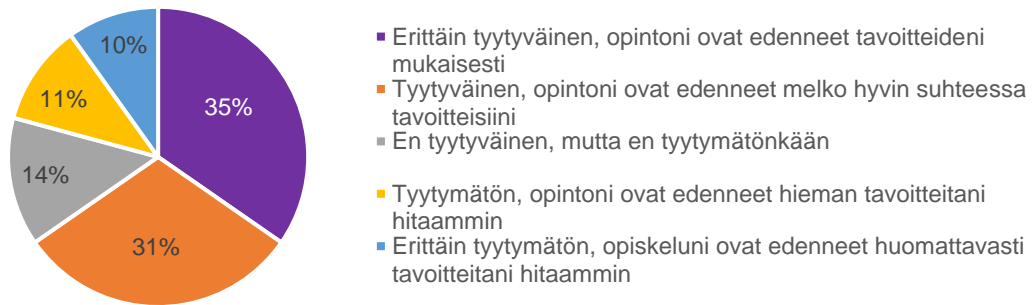 10%
11%
35%
14%
31%
Erittäin tyytyväinen, opintoni ovat edenneet tavoitteideni
mukaisesti
Tyytyväinen, opintoni ovat edenneet melko hyvin suhteessa
tavoitteisiini
En tyytyväinen, mutta en tyytymätönkään
Tyytymätön, opintoni ovat edenneet hieman tavoitteitani
hitaammin
Erittäin tyytymätön, opiskeluni ovat edenneet huomattavasti
tavoitteitani hitaammin